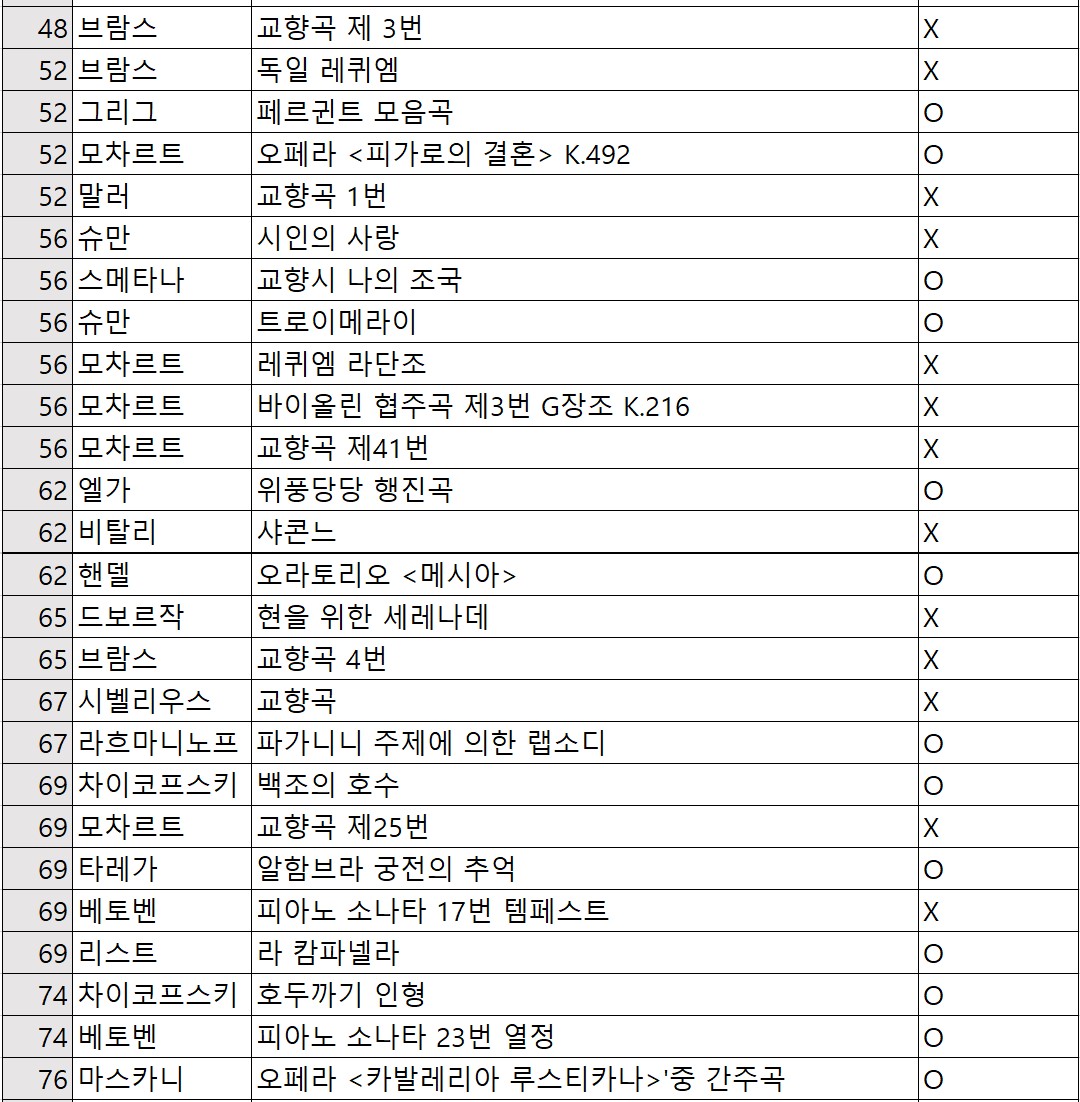 48 브람스 교향곡 제 3번 X
52 브람스 독일 레퀴엠 X
52 그리그 페르귄트 모음곡 O
52 모차르트 오페라 <피가로의 결혼> K.492 O
52 말러 교향곡 1번 X
56 슈만 시인의 사랑 X
56 스메타나 교향시 나의 조국 O
56 슈만 트로이메라이 O
56 모차르트 레퀴엠 라단조 X
56 모차르트 바이올린 협주곡 제3번 G장조 K.216 X
56 모차르트 교향곡 제41번 X
62 엘가 위풍당당 행진곡 O
62 비탈리 샤콘느 X
62 핸델 오라토리오 <메시아> O
65 드보르작 현을 위한 세레나데 X
65 브람스 교향곡 4번 X
67 시벨리우스 교향곡 X
67 라흐마니노프 파가니니 주제에 의한 랩소디 O
69 차이코프스키 백조의 호수 O
69 모차르트 교향곡 제25번 X
69 타레가 알함브라 궁전의 추억 O
69 베토벤 피아노 소나타 17번 템페스트 X
69 리스트 라 캄파넬라 O
74 차이코프스키 호두까기 인형 O
74 베토벤 피아노 소나타 23번 열정 O
76 마스카니 오페라 <카발레리아 루스티카나>'중 간주곡 O